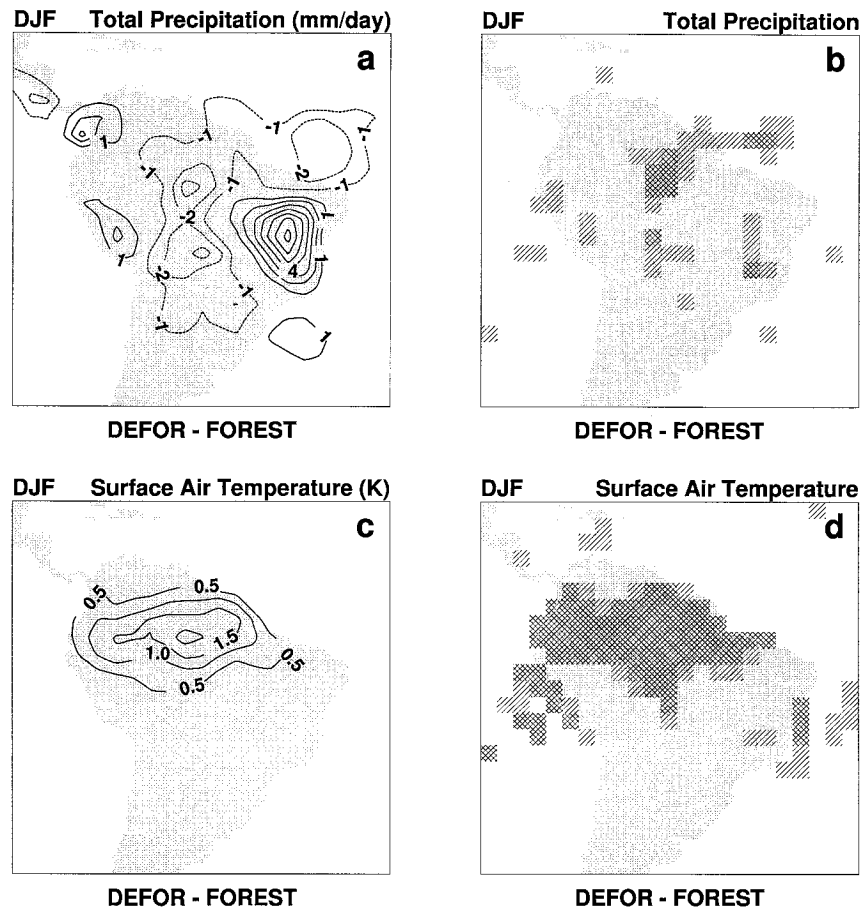 DJF Total Precipitation (mm/day)
a
1
-1
-1
-1
-2
-1
-1
-2
1
1
4
1
-2
-1
-1
1
DEFOR - FOREST
DJF Total Precipitation
b
DEFOR - FOREST
DJF Surface Air Temperature (K)
c
0.5
0.5
1.5
1.0
0.5
0.5
DEFOR - FOREST
DJF Surface Air Temperature
d
DEFOR - FOREST